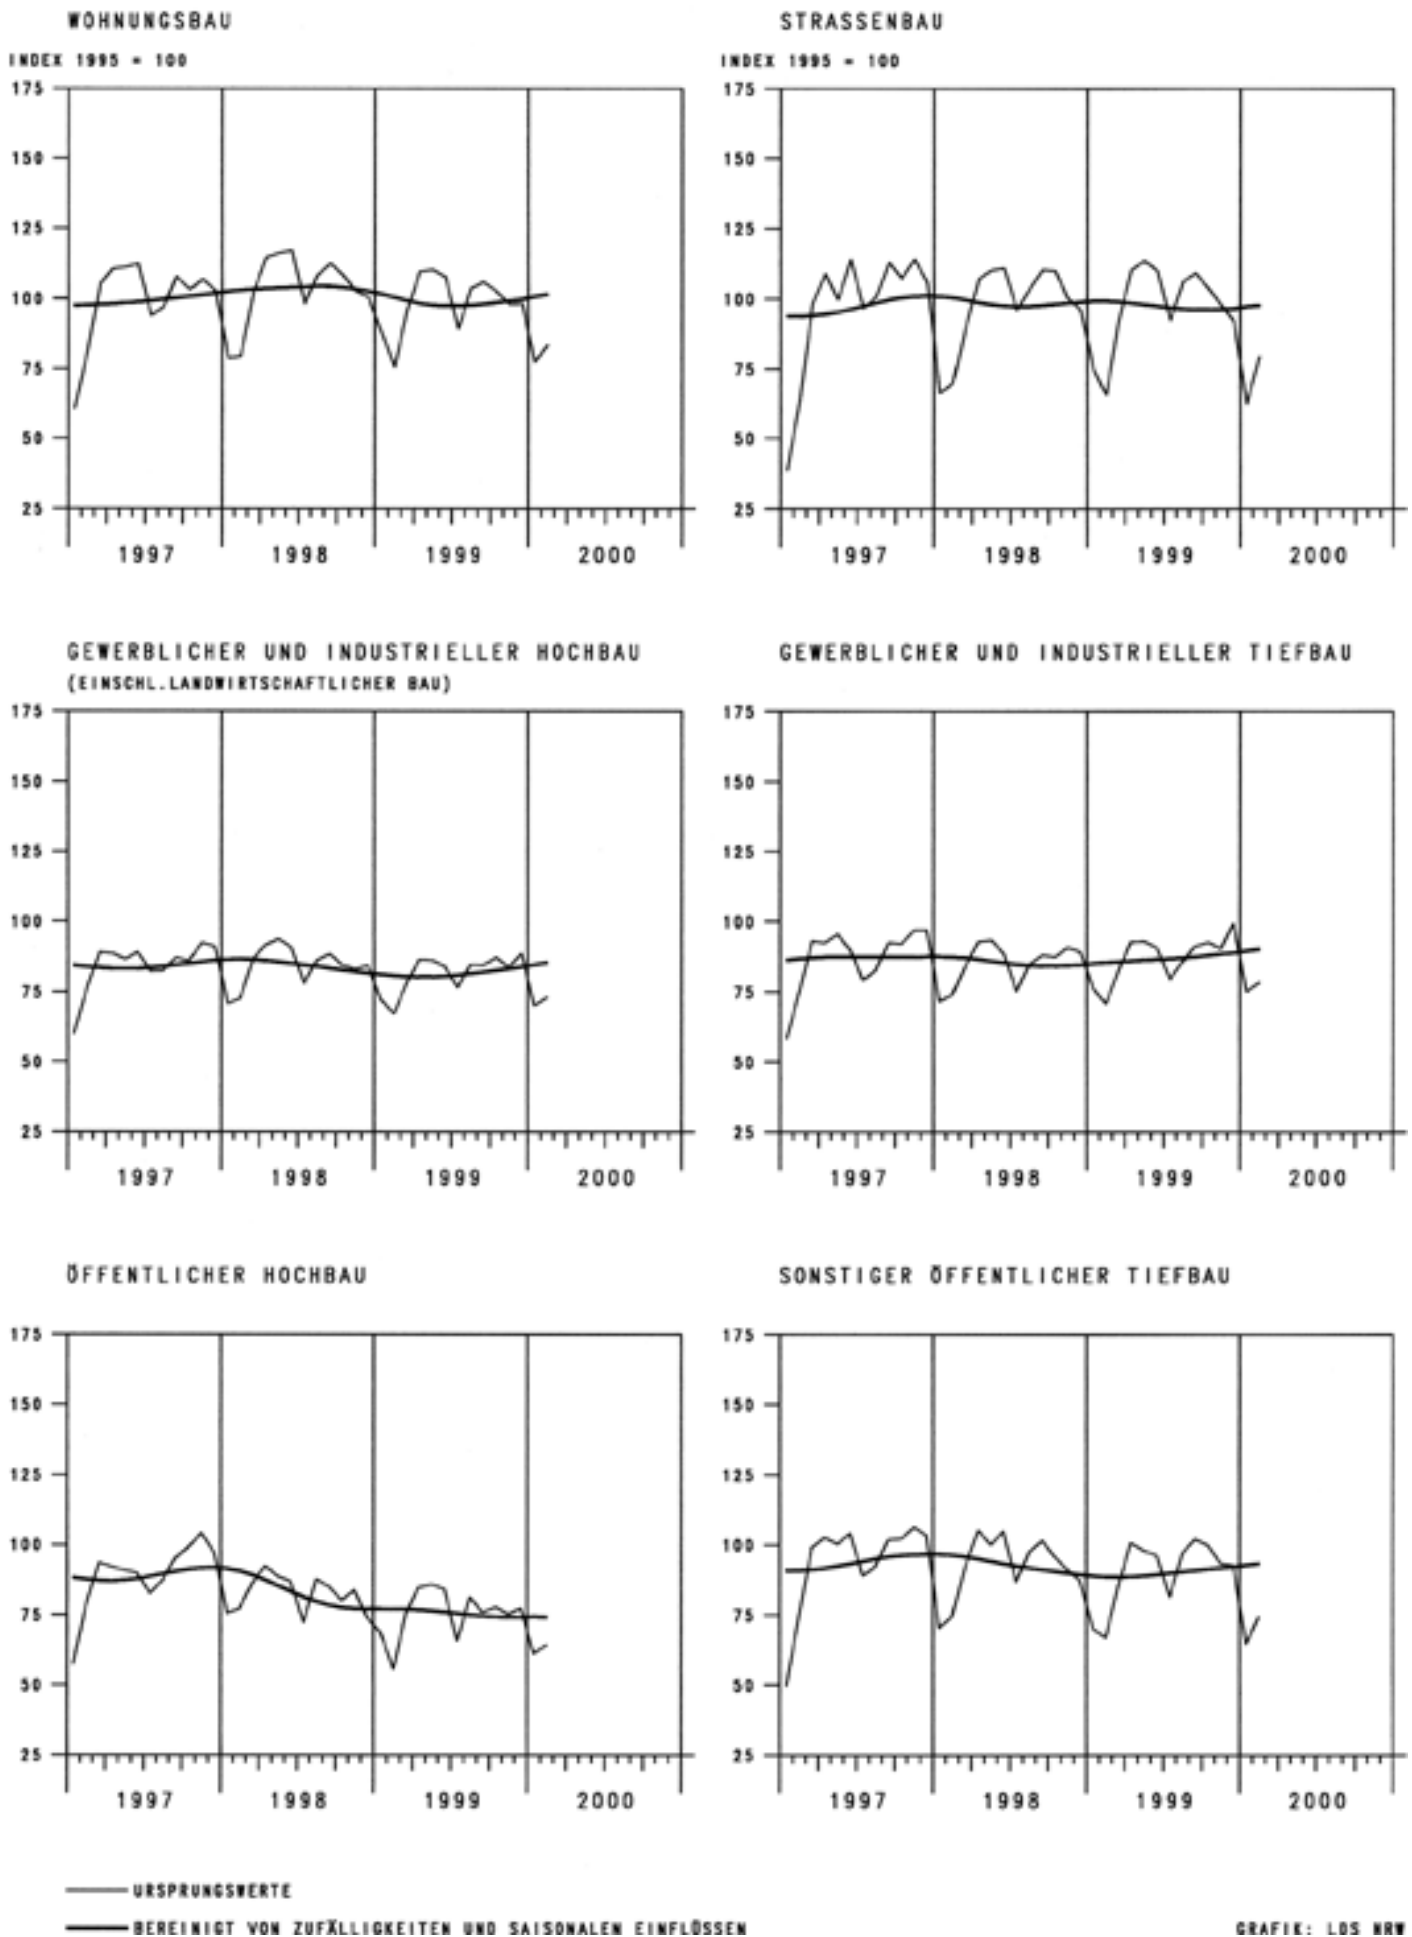 WOHNUNGSBAU
INDEX 1995 = 100
175
150
125
100
75
50
25
1997 1998 1999 2000
STRASSENBAU
INDEX 1995 = 100
175
150
125
100
75
50
25
1997 1998 1999 2000
GEWERBLICHER UND INDUSTRIELLER HOCHBAU
(EINSCHL.LANDWIRTSCHAFTLICHER BAU)
175
150
125
100
75
50
25
1997 1998 1999 2000
GEWERBLICHER UND INDUSTRIELLER TIEFBAU
175
150
125
100
75
50
25
1997 1998 1999 2000
ÖFFENTLICHER HOCHBAU
175
150
125
100
75
50
25
1997 1998 1999 2000
SONSTIGER ÖFFENTLICHER TIEFBAU
175
150
125
100
75
50
25
1997 1998 1999 2000
URSPRUNGSWERTE
BEREINIGT VON ZUFÄLLIGKEITEN UND SAISONALEN EINFLÜSSEN
GRAFIK: LDS NRW